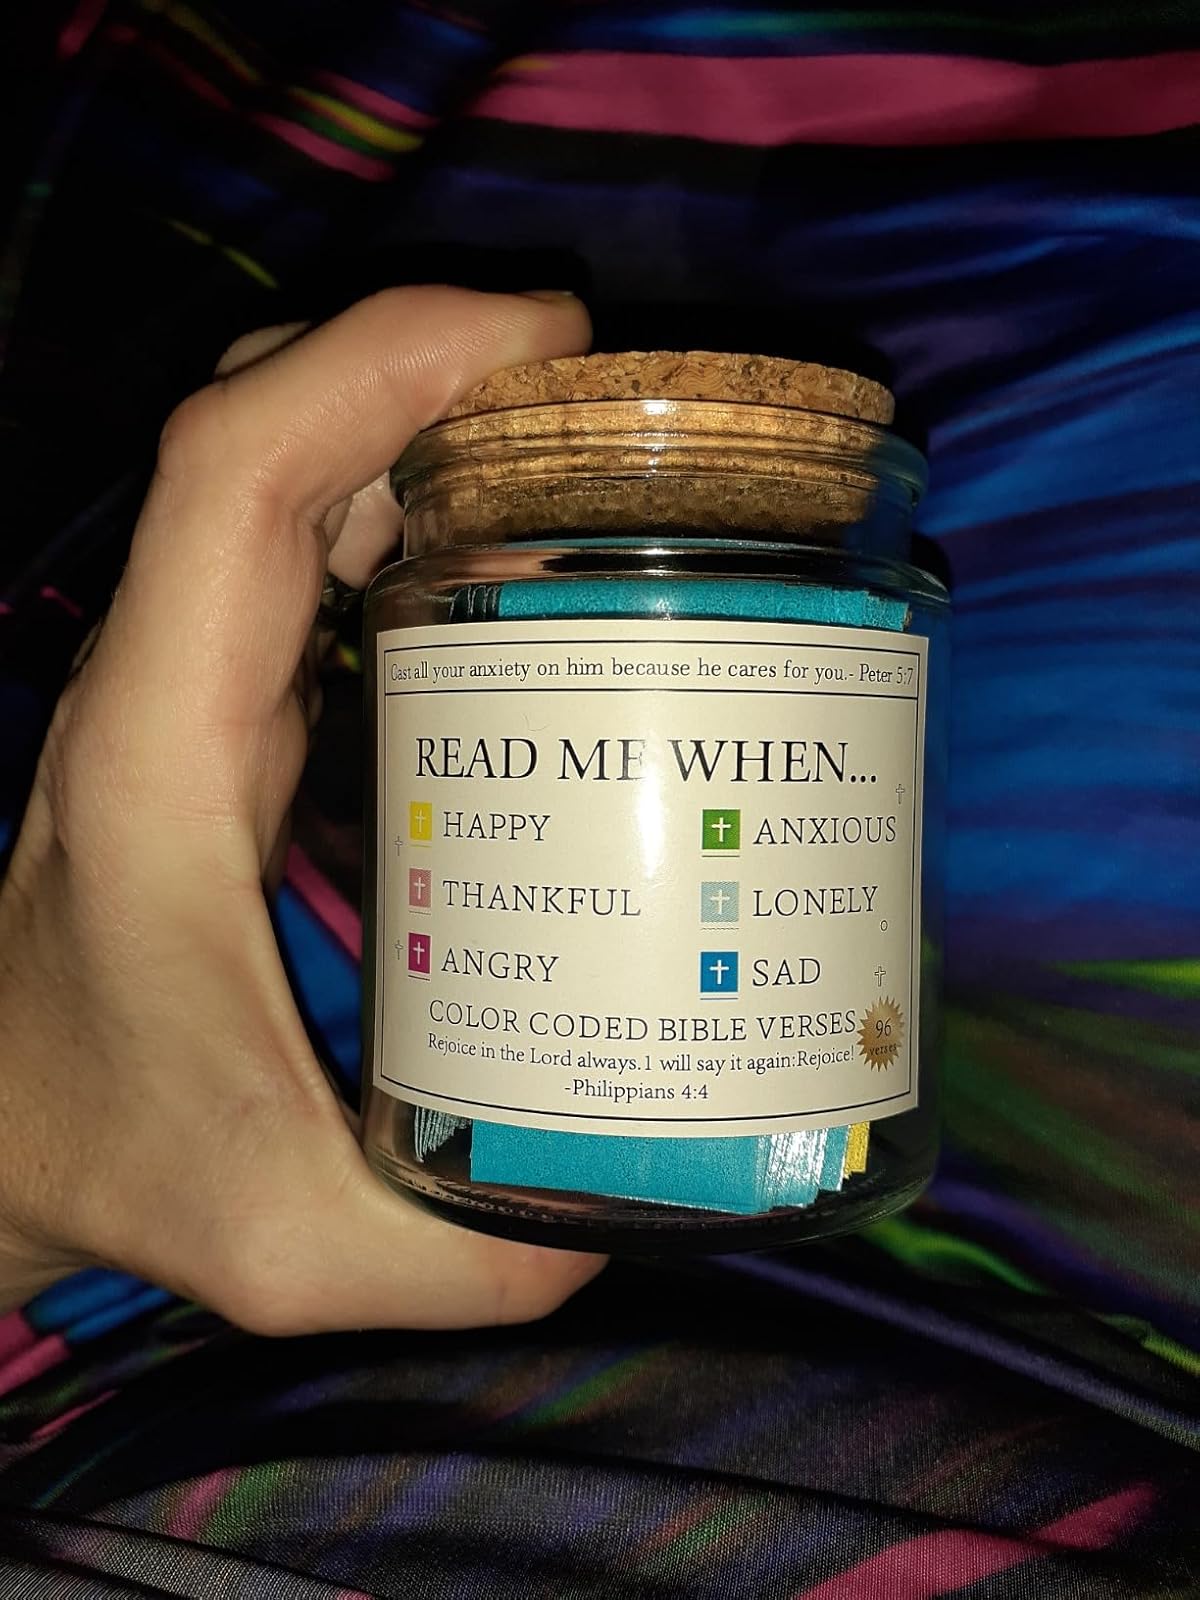 Cast all your anxiety on him because he cares for you.- Peter 5:7
READ ME WHEN...
HAPPY
ANXIOUS
THANKFUL
LONELY
ANGRY
SAD
COLOR CODED BIBLE VERSES
96
verses
Rejoice in the Lord always.I will say it again:Rejoice!
-Philippians 4:4